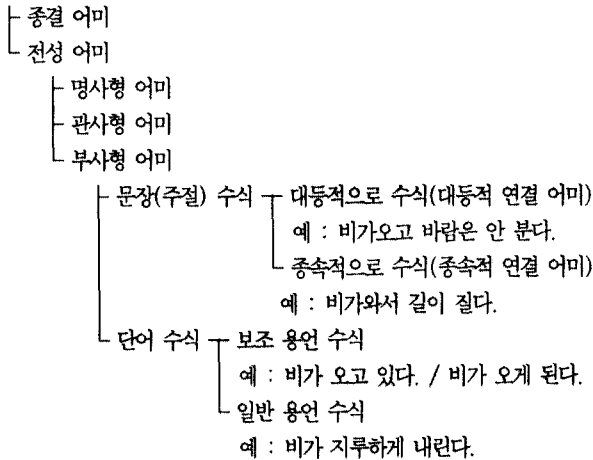 종결 어미
전성 어미
명사형 어미
관사형 어미
부사형 어미
문장(주절) 수식 대등적으로 수식(대등적 연결 어미)
예 : 비가오고 바람은 안 분다.
종속적으로 수식(종속적 연결 어미)
예 : 비가와서 길이 질다.
단어 수식 보조 용언 수식
예 : 비가 오고 있다. / 비가 오게 된다.
일반 용언 수식
예 : 비가 지루하게 내린다.